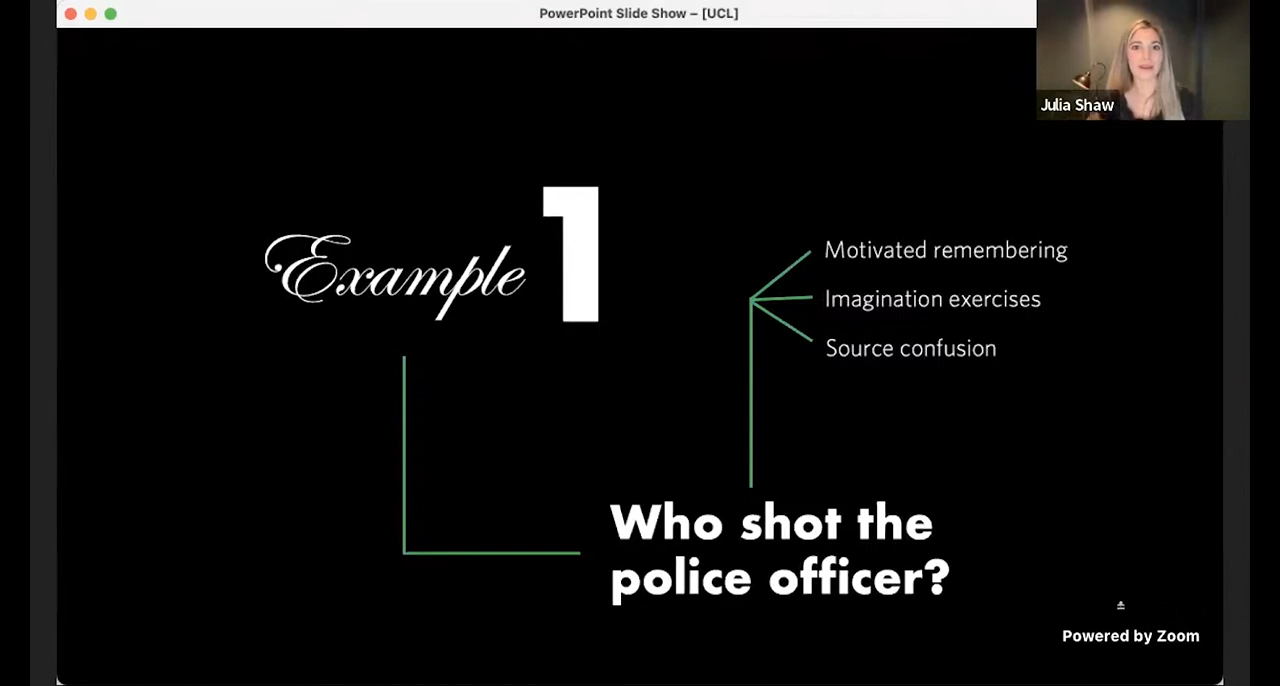 PowerPoint Slide Show – [UCL]
Julia Shaw
Example 1
Motivated remembering
Imagination exercises
Source confusion
Who shot the
police officer?
Powered by Zoom